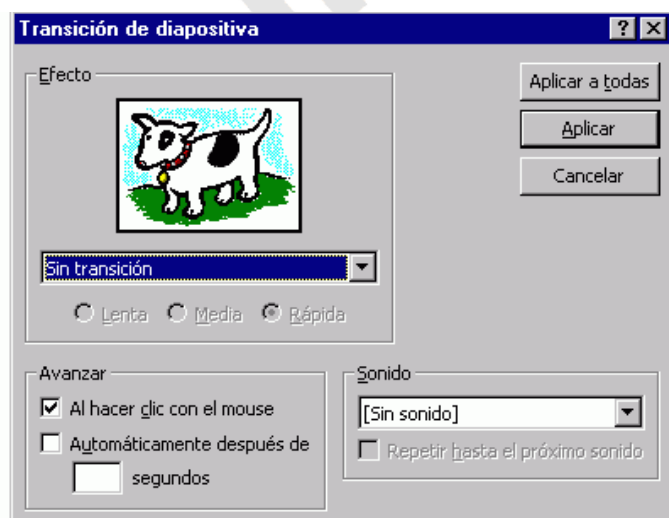 Transición de diapositiva
Efecto
Aplicar a todas
Aplicar
Cancelar
Sin transición
Lenta Media Rápida
Avanzar
Al hacer clic con el mouse
Automáticamente después de
segundos
Sonido
[Sin sonido]
Repetir hasta el próximo sonido